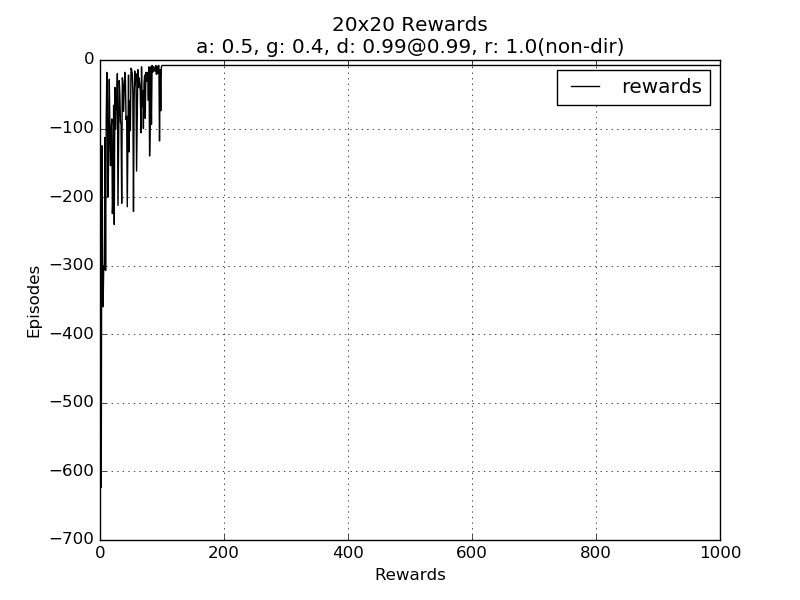 20x20 Rewards
a: 0.5, g: 0.4, d: 0.99@0.99, r: 1.0(non-dir)
rewards
0
−100
−200
−300
−400
−500
−600
−700
Episodes
0 200 400 600 800 1000
Rewards